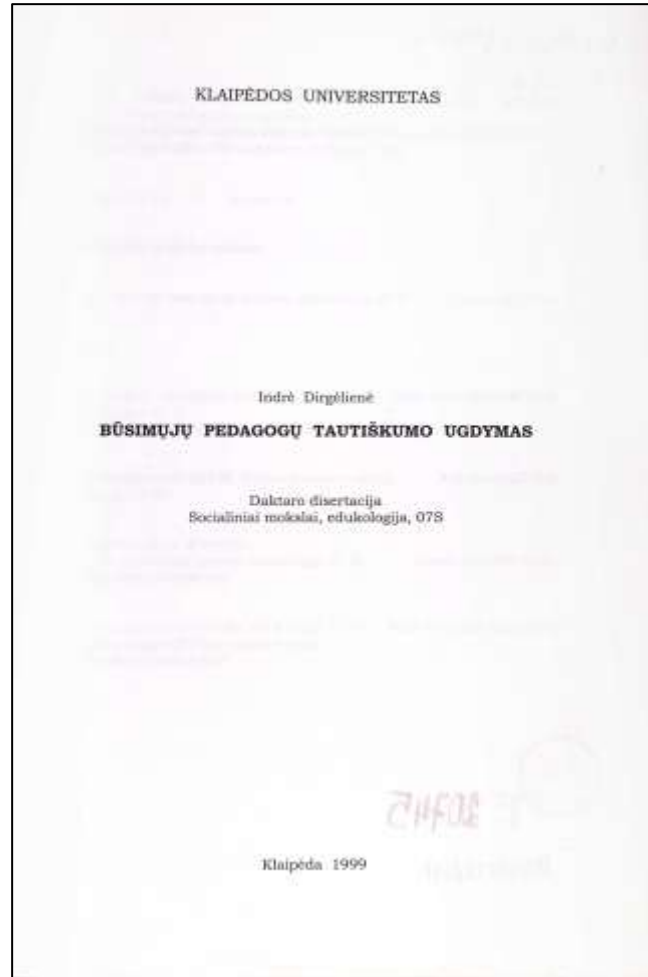 KLAIPĖDOS UNIVERSITETAS
Indrė Dirgėlienė
BŪSIMŲJŲ PEDAGOGŲ TAUTIŠKUMO UGDYMAS
Daktaro disertacija
Socialiniai mokslai, edukologija, 07S
Klaipėda 1999